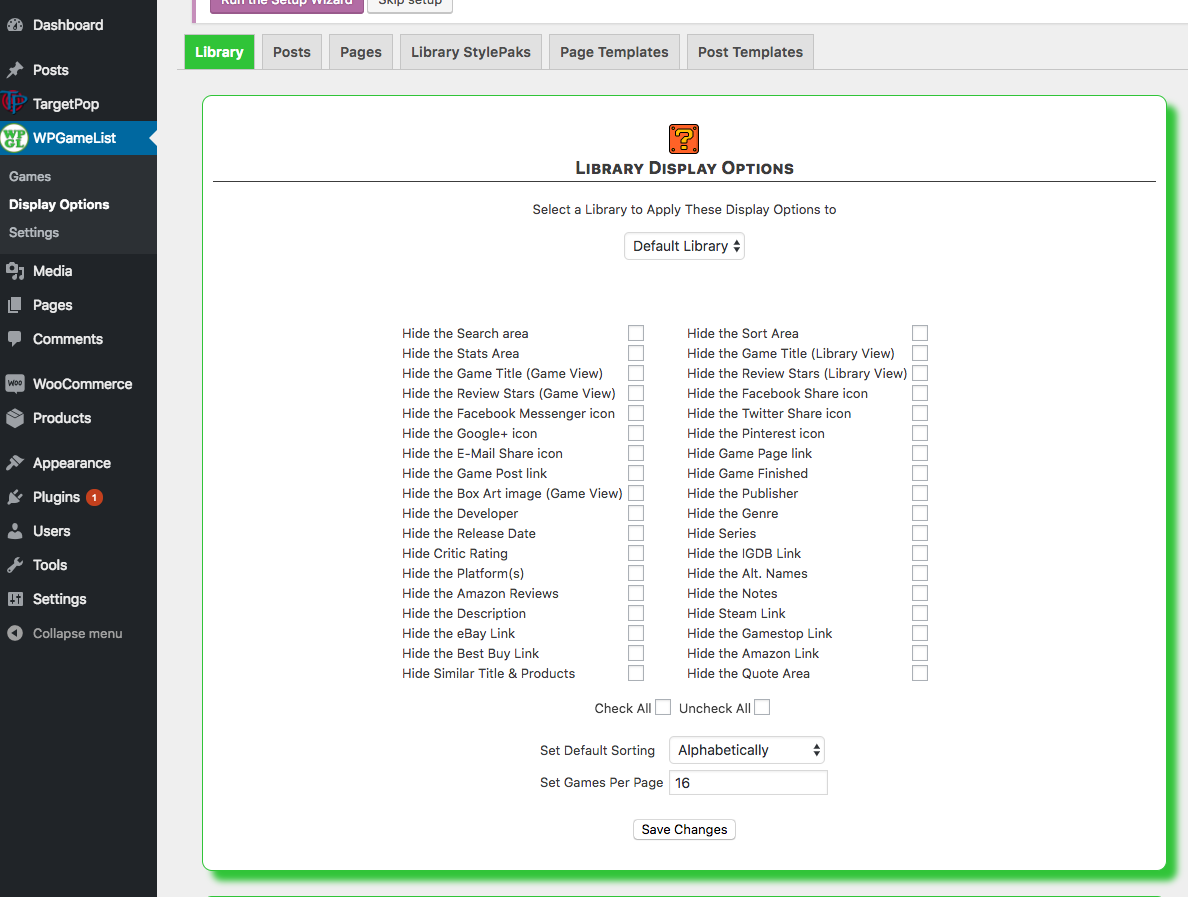 Run the Setup Wizard Skip setup
Dashboard
Posts
TargetPop
WPGameList
Games
Display Options
Settings
Media
Pages
Comments
WooCommerce
Products
Appearance
Plugins 1
Users
Tools
Settings
Collapse menu
Library Posts Pages Library StylePaks Page Templates Post Templates
?
Library Display Options
Select a Library to Apply These Display Options to
Default Library
Hide the Search area Hide the Sort Area
Hide the Stats Area Hide the Game Title (Library View)
Hide the Game Title (Game View) Hide the Review Stars (Library View)
Hide the Review Stars (Game View) Hide the Facebook Share icon
Hide the Facebook Messenger icon Hide the Twitter Share icon
Hide the Google+ icon Hide the Pinterest icon
Hide the E-Mail Share icon Hide Game Page link
Hide the Game Post link Hide Game Finished
Hide the Box Art image (Game View) Hide the Publisher
Hide the Developer Hide the Genre
Hide the Release Date Hide Series
Hide Critic Rating Hide the IGDB Link
Hide the Platform(s) Hide the Alt. Names
Hide the Amazon Reviews Hide the Notes
Hide the Description Hide Steam Link
Hide the eBay Link Hide the Gamestop Link
Hide the Best Buy Link Hide the Amazon Link
Hide Similar Title & Products Hide the Quote Area
Check All Uncheck All
Set Default Sorting Alphabetically
Set Games Per Page 16
Save Changes
WP
GL
TP
WOO